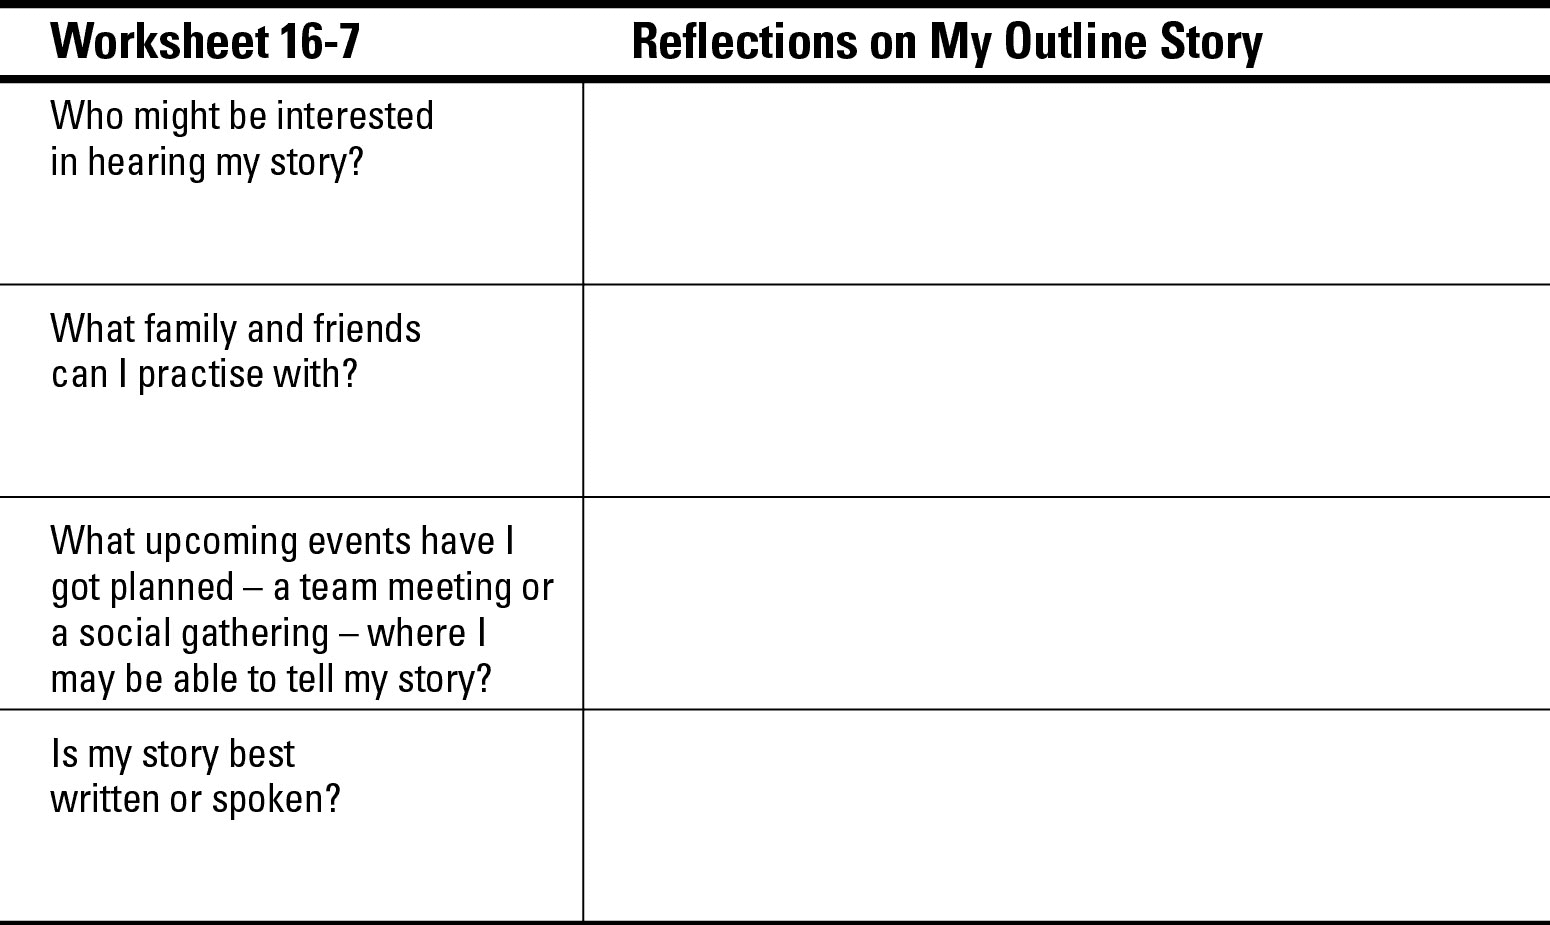 Worksheet 16-7 Reflections on My Outline Story
Who might be interested
in hearing my story?
What family and friends
can I practise with?
What upcoming events have I
got planned – a team meeting or
a social gathering – where I
may be able to tell my story?
Is my story best
written or spoken?